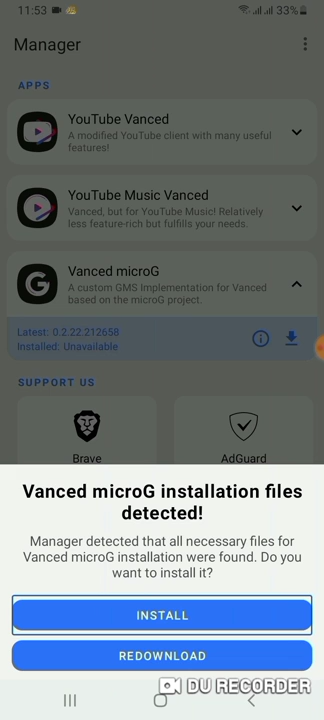 11:53
33%
Manager
APPS
YouTube Vanced
A modified YouTube client with many useful
features!
YouTube Music Vanced
Vanced, but for YouTube Music! Relatively
less feature-rich but fulfills your needs.
Vanced microG
A custom GMS Implementation for Vanced
based on the microG project.
Latest: 0.2.22.212658
Installed: Unavailable
SUPPORT US
Brave
AdGuard
Vanced microG installation files
detected!
Manager detected that all necessary files for
Vanced microG installation were found. Do you
want to install it?
INSTALL
REDOWNLOAD
DU RECORDER